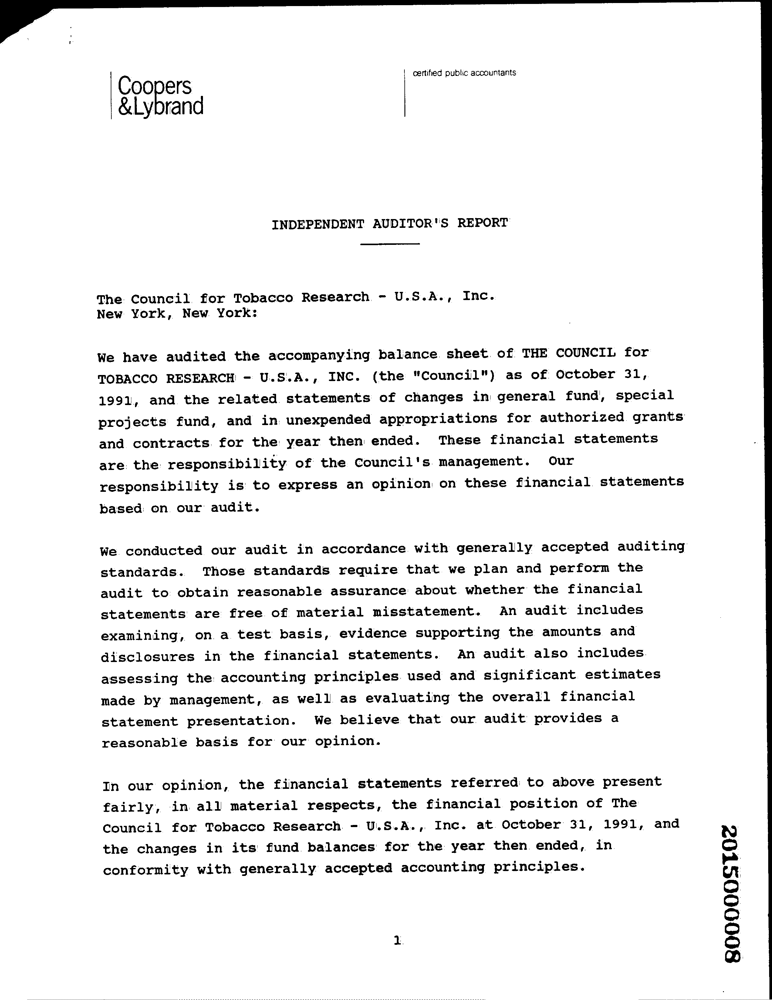 Coopers
&Lybrand
certified public accountants
INDEPENDENT AUDITOR'S REPORT
The Council for Tobacco Research - U.S.A., Inc.
New York, New York:
We have audited the accompanying balance sheet of THE COUNCIL for
TOBACCO RESEARCH - U.S.A., INC. (the "Council") as of October 31,
1991, and the related statements of changes in general fund, special
projects fund, and in unexpended appropriations for authorized grants
and contracts for the year then ended. These financial statements
are the responsibility of the Council's management. Our
responsibility is to express an opinion on these financial statements
based on our audit.
We conducted our audit in accordance with generally accepted auditing
standards. Those standards require that we plan and perform the
audit to obtain reasonable assurance about whether the financial
statements are free of material misstatement. An audit includes
examining, on a test basis, evidence supporting the amounts and
disclosures in the financial statements. An audit also includes
assessing the accounting principles used and significant estimates
made by management, as well as evaluating the overall financial
statement presentation. We believe that our audit provides a
reasonable basis for our opinion.
In our opinion, the financial statements referred to above present
fairly, in all material respects, the financial position of The
Council for Tobacco Research - U.S.A., Inc. at October 31, 1991, and
the changes in its fund balances for the year then ended, in
conformity with generally accepted accounting principles.
1
2015000008